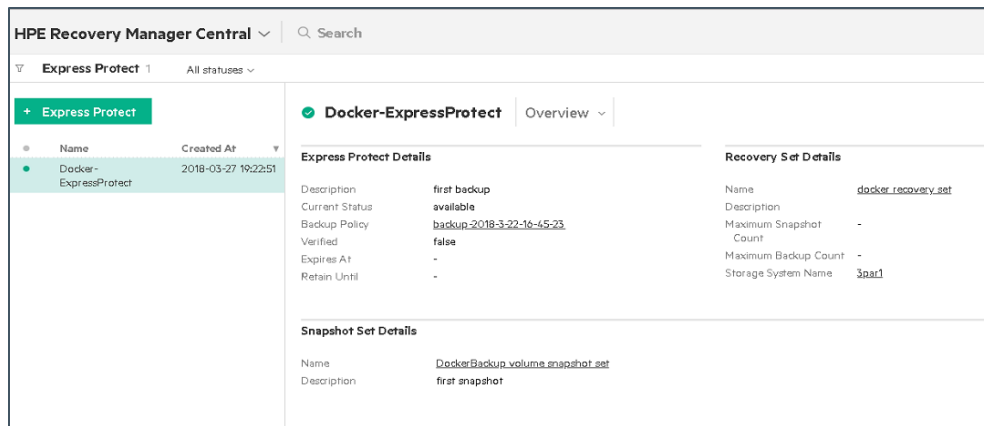 HPE Recovery Manager Central
Search
Express Protect 1
All statuses
+ Express Protect
Name Created At
Docker-ExpressProtect 2018-03-27 19:22:51
Docker-ExpressProtect
Overview
Express Protect Details
Description first backup
Current Status available
Backup Policy backup-2018-3-22-16-45-23
Verified false
Expires At -
Retain Until -
Recovery Set Details
Name docker recovery set
Description
Maximum Snapshot Count -
Maximum Backup Count -
Storage System Name 3par1
Snapshot Set Details
Name DockerBackup volume snapshot set
Description first snapshot